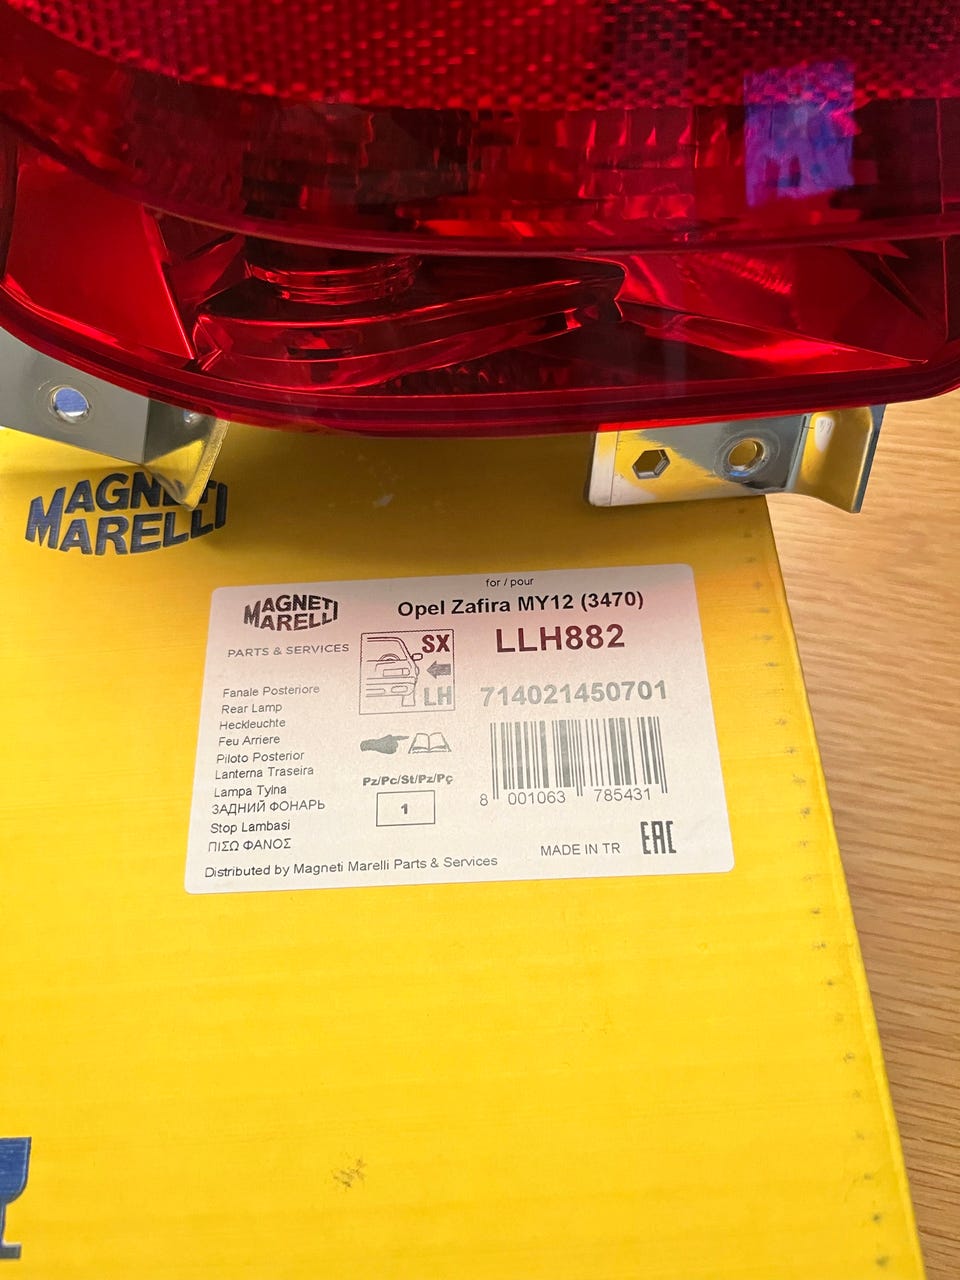 MAGNETI
MARELLI
for / pour
MAGNETI
MARELLI
PARTS & SERVICES
Opel Zafira MY12 (3470)
LLH882
SX
LH
714021450701
Fanale Posteriore
Rear Lamp
Heckleuchte
Feu Arriere
Piloto Posterior
Lanterna Traseira
Lampa Tylna
ЗАДНИЙ ФОНАРЬ
Stop Lambasi
ΠΙΣΩ ΦΑΝΟΣ
Pz/Pc/St/Pz/Pç
1
8 001063 785431
MADE IN TR
EAC
Distributed by Magneti Marelli Parts & Services